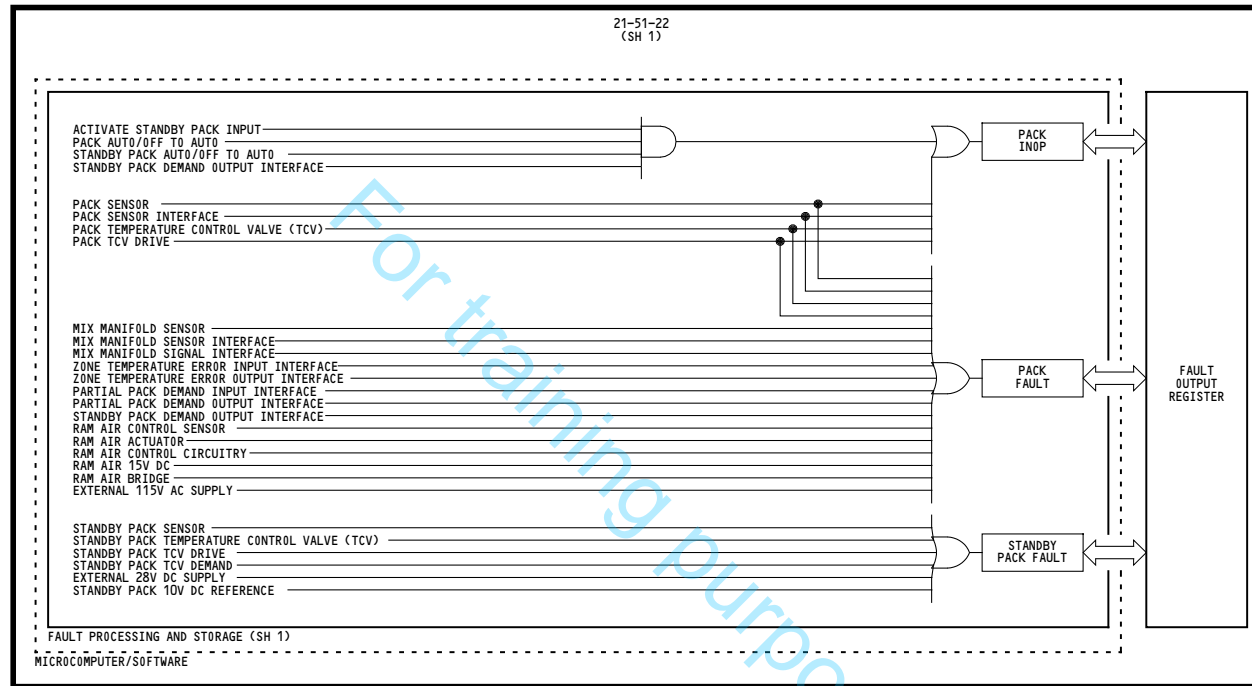 21-51-22
(SH 1)
ACTIVATE STANDBY PACK INPUT
PACK AUTO/OFF TO AUTO
STANDBY PACK AUTO/OFF TO AUTO
STANDBY PACK DEMAND OUTPUT INTERFACE
PACK
INOP
PACK SENSOR
PACK SENSOR INTERFACE
PACK TEMPERATURE CONTROL VALVE (TCV)
PACK TCV DRIVE
MIX MANIFOLD SENSOR
MIX MANIFOLD SENSOR INTERFACE
MIX MANIFOLD SIGNAL INTERFACE
ZONE TEMPERATURE ERROR INPUT INTERFACE
ZONE TEMPERATURE ERROR OUTPUT INTERFACE
PARTIAL PACK DEMAND INPUT INTERFACE
PARTIAL PACK DEMAND OUTPUT INTERFACE
STANDBY PACK DEMAND OUTPUT INTERFACE
RAM AIR CONTROL SENSOR
RAM AIR ACTUATOR
RAM AIR CONTROL CIRCUITRY
RAM AIR 15V DC
RAM AIR BRIDGE
EXTERNAL 115V AC SUPPLY
PACK
FAULT
FAULT
OUTPUT
REGISTER
STANDBY PACK SENSOR
STANDBY PACK TEMPERATURE CONTROL VALVE (TCV)
STANDBY PACK TCV DRIVE
STANDBY PACK TCV DEMAND
EXTERNAL 28V DC SUPPLY
STANDBY PACK 10V DC REFERENCE
STANDBY
PACK FAULT
FAULT PROCESSING AND STORAGE (SH 1)
MICROCOMPUTER/SOFTWARE
For training purpo